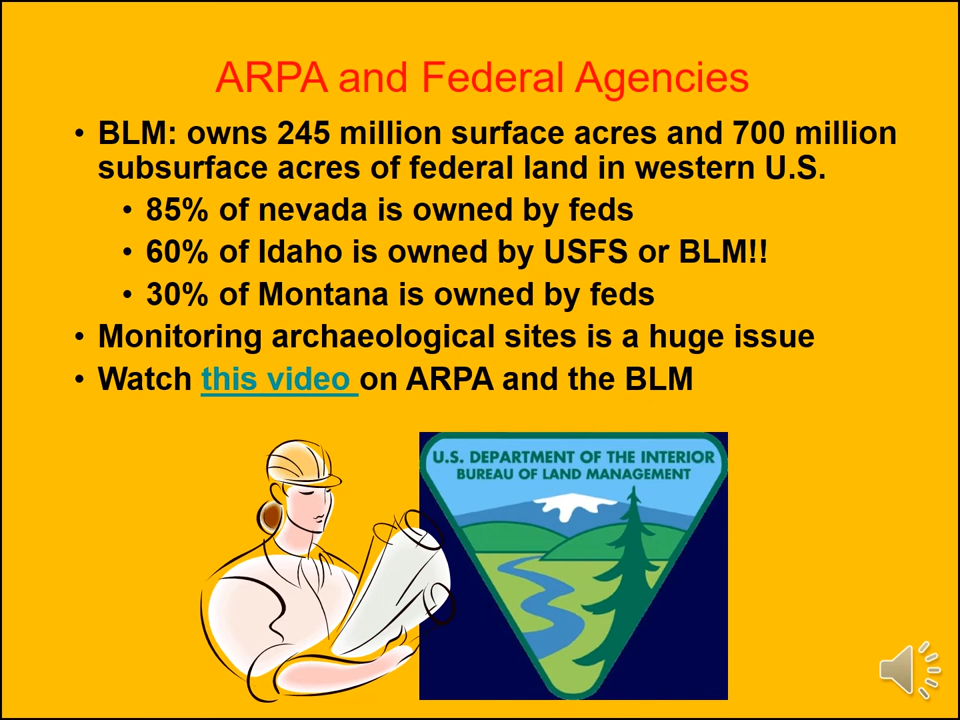 ARPA and Federal Agencies
• BLM: owns 245 million surface acres and 700 million
subsurface acres of federal land in western U.S.
• 85% of nevada is owned by feds
• 60% of Idaho is owned by USFS or BLM!!
• 30% of Montana is owned by feds
• Monitoring archaeological sites is a huge issue
• Watch this video on ARPA and the BLM
U.S. DEPARTMENT OF THE INTERIOR
BUREAU OF LAND MANAGEMENT